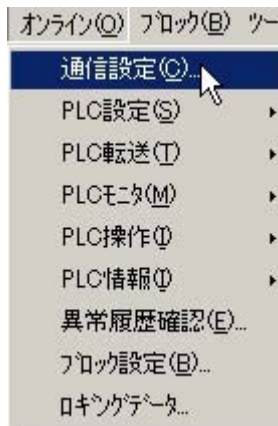 オンライン(O) ブロック(B) ツー
通信設定(C)...
PLC設定(S)
PLC転送(T)
PLCモニタ(M)
PLC操作(I)
PLC情報(I)
異常履歴確認(E)...
ブロック設定(B)...
ロギングデータ...